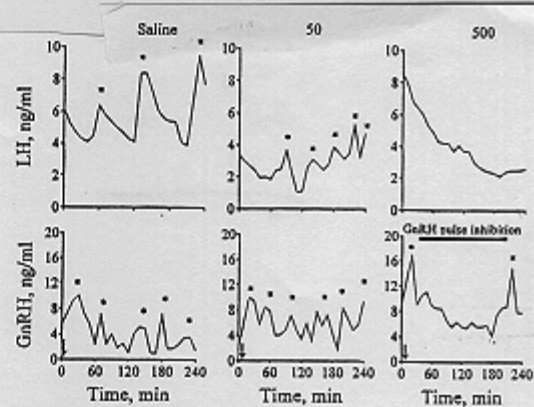 Saline 50 500
LH, ng/ml
10 10 10
8 8 8
6 6 6
4 4 4
2 2 2
0 0 0
GnRH pulse inhibition
GnRH, ng/ml
20 20 20
16 16 16
12 12 12
8 8 8
4 4 4
0 0 0
0 60 120 180 240 0 60 120 180 240 0 60 120 180 240
Time, min Time, min Time, min